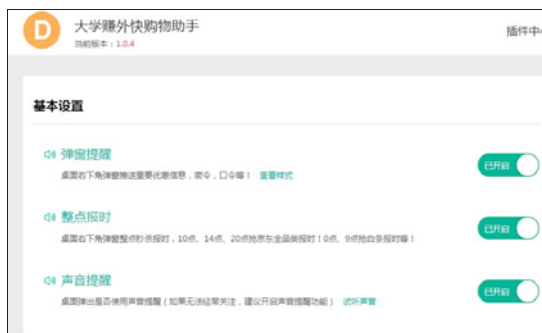 D
大学赚外快购物助手
当前版本：1.0.4
插件中
基本设置
弹窗提醒
桌面右下角弹窗推送重要优惠信息，密令，口令等！ 查看样式
已开启
整点报时
桌面右下角弹窗整点秒杀报时，10点、14点、20点抢京东全品类报时！0点、9点抢白条报时等！
已开启
声音提醒
桌面弹出是否使用声音提醒（如果无法经常关注，建议开启声音提醒功能） 试听声音
已开启